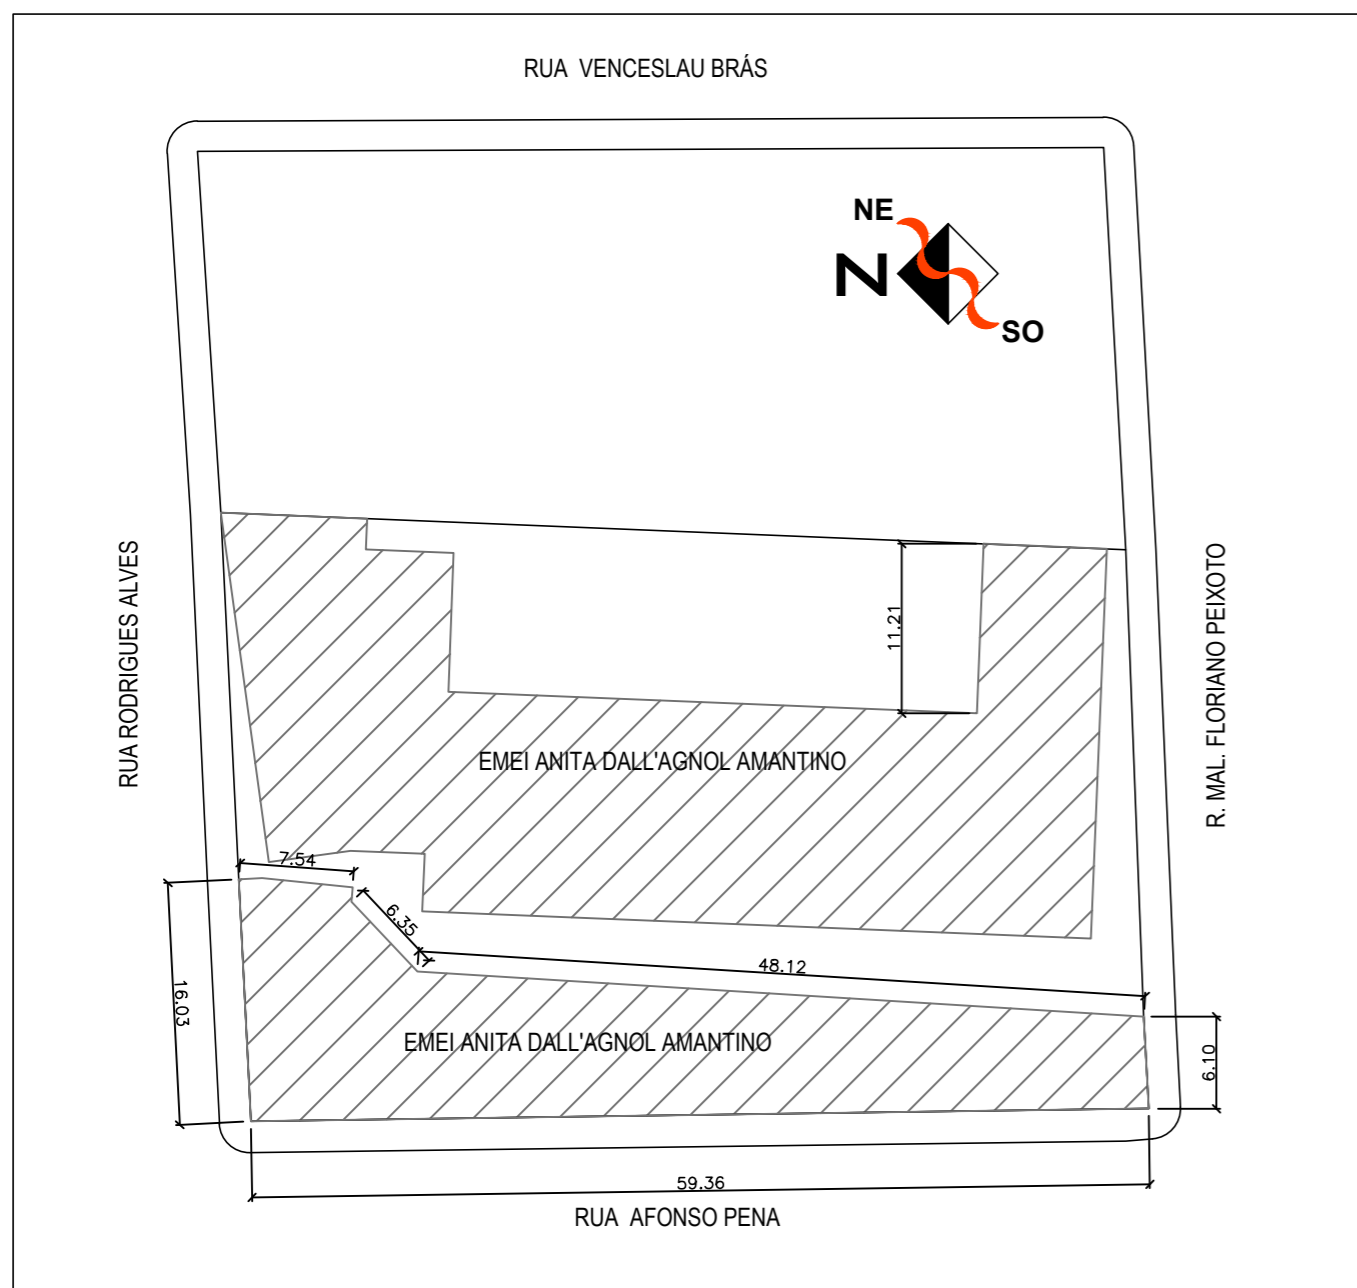 RUA VENCESLAU BRÁS
NE
N
SO
RUA RODRIGUES ALVES
R. MAL. FLORIANO PEIXOTO
11.21
EMEI ANITA DALL'AGNOL AMANTINO
7.54
6.35
48.12
16.03
EMEI ANITA DALL'AGNOL AMANTINO
6.10
59.36
RUA AFONSO PENA